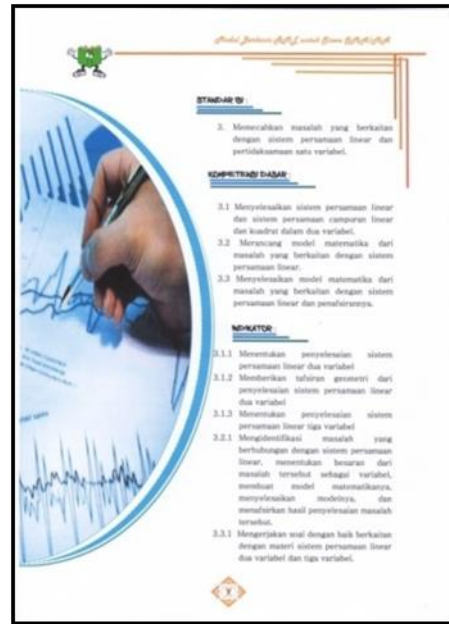 STANDAR ISI :
3. Memecahkan masalah yang berkaitan
dengan sistem persamaan linear dan
pertidaksamaan satu variabel.
KOMPETENSI DASAR :
3.1 Menyelesaikan sistem persamaan linear
dan sistem persamaan campuran linear
dan kuadrat dalam dua variabel.
3.2 Merancang model matematika dari
masalah yang berkaitan dengan sistem
persamaan linear.
3.3 Menyelesaikan model matematika dari
masalah yang berkaitan dengan sistem
persamaan linear dan penafsirannya.
INDIKATOR :
3.1.1 Menentukan penyelesaian sistem
persamaan linear dua variabel
3.1.2 Memberikan tafsiran geometri dari
penyelesaian sistem persamaan linear
dua variabel
3.1.3 Menentukan penyelesaian sistem
persamaan linear tiga variabel
3.2.1 Mengidentifikasi masalah yang
berhubungan dengan sistem persamaan
linear, menentukan besaran dari
masalah tersebut sebagai variabel,
membuat model matematikanya,
menyelesaikan modelnya, dan
menafsirkan hasil penyelesaian masalah
tersebut.
3.3.1 Mengerjakan soal dengan baik berkaitan
dengan materi sistem persamaan linear
dua variabel dan tiga variabel.